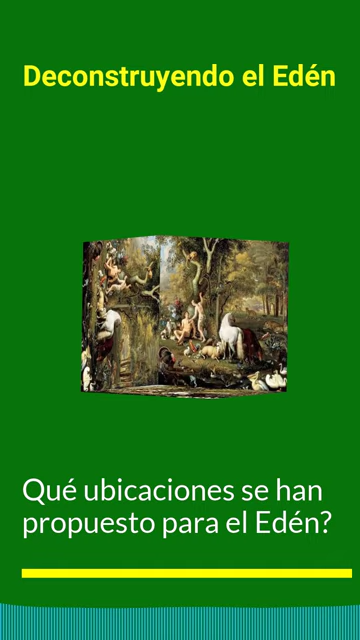 Deconstruyendo el Edén
Qué ubicaciones se han
propuesto para el Edén?